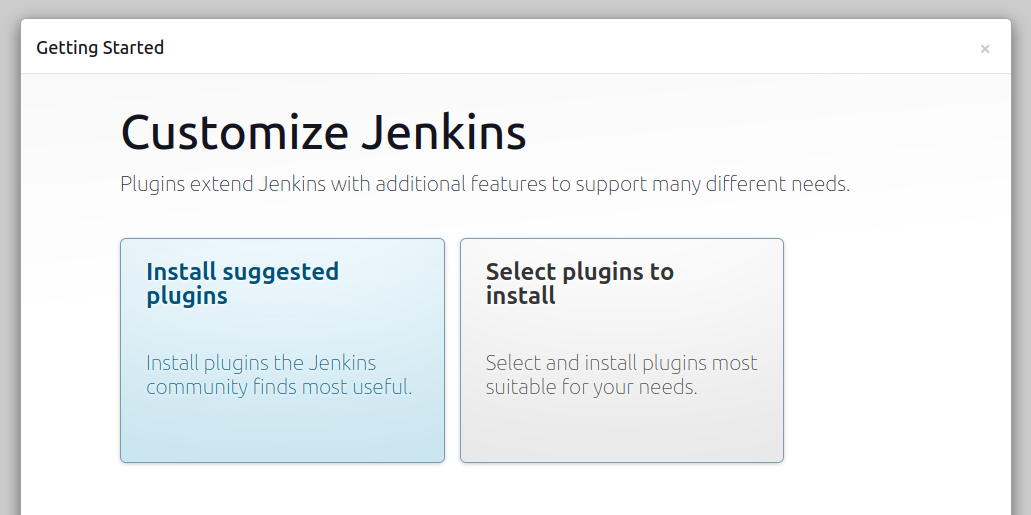 Getting Started
×
Customize Jenkins
Plugins extend Jenkins with additional features to support many different needs.
Install suggested
plugins
Install plugins the Jenkins
community finds most useful.
Select plugins to
install
Select and install plugins most
suitable for your needs.